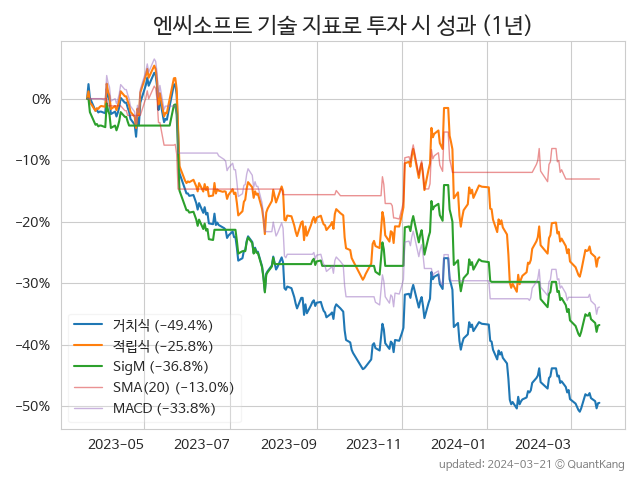 엔씨소프트 기술 지표로 투자 시 성과 (1년)
0%
−10%
−20%
−30%
−40%
−50%
거치식 (−49.4%)
적립식 (−25.8%)
SigM (−36.8%)
SMA(20) (−13.0%)
MACD (−33.8%)
2023-05 2023-07 2023-09 2023-11 2024-01 2024-03
updated: 2024-03-21 © QuantKang